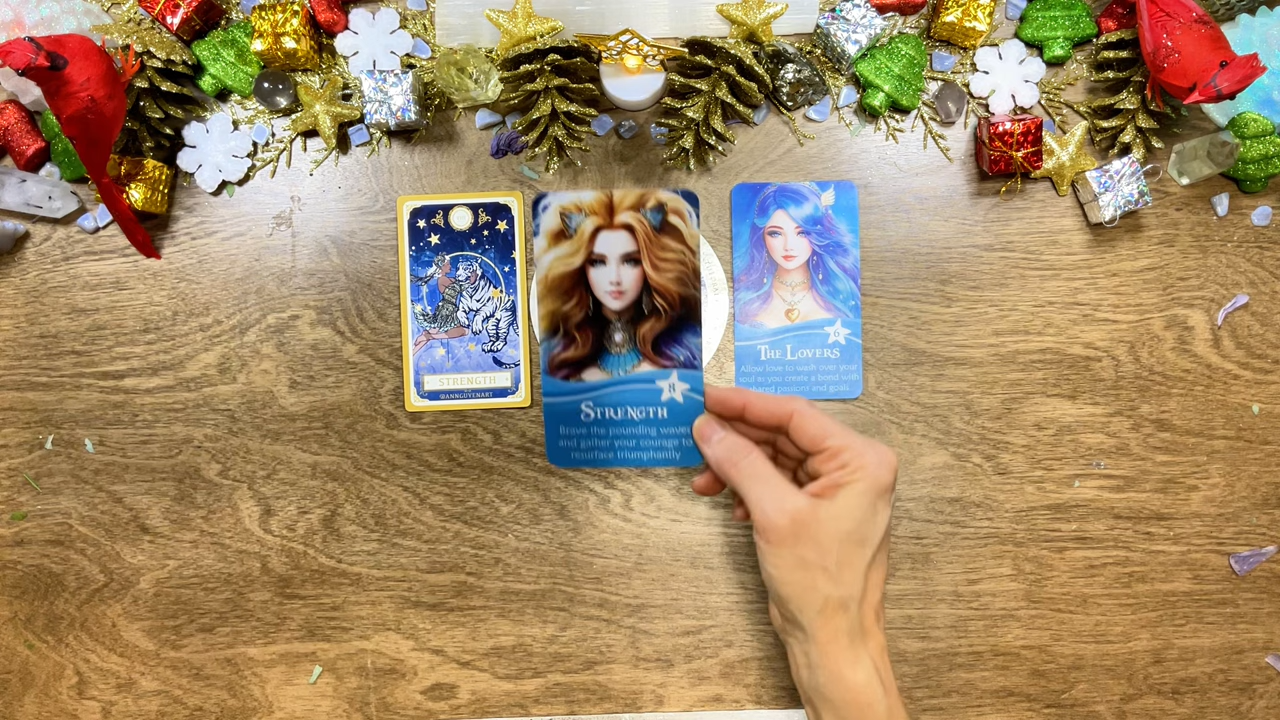 STRENGTH
@ANNGUYENART
8
STRENGTH
Brave the pounding waves
and gather your courage to
resurface triumphantly
6
THE LOVERS
Allow love to wash over your
soul as you create a bond with
shared passions and goals